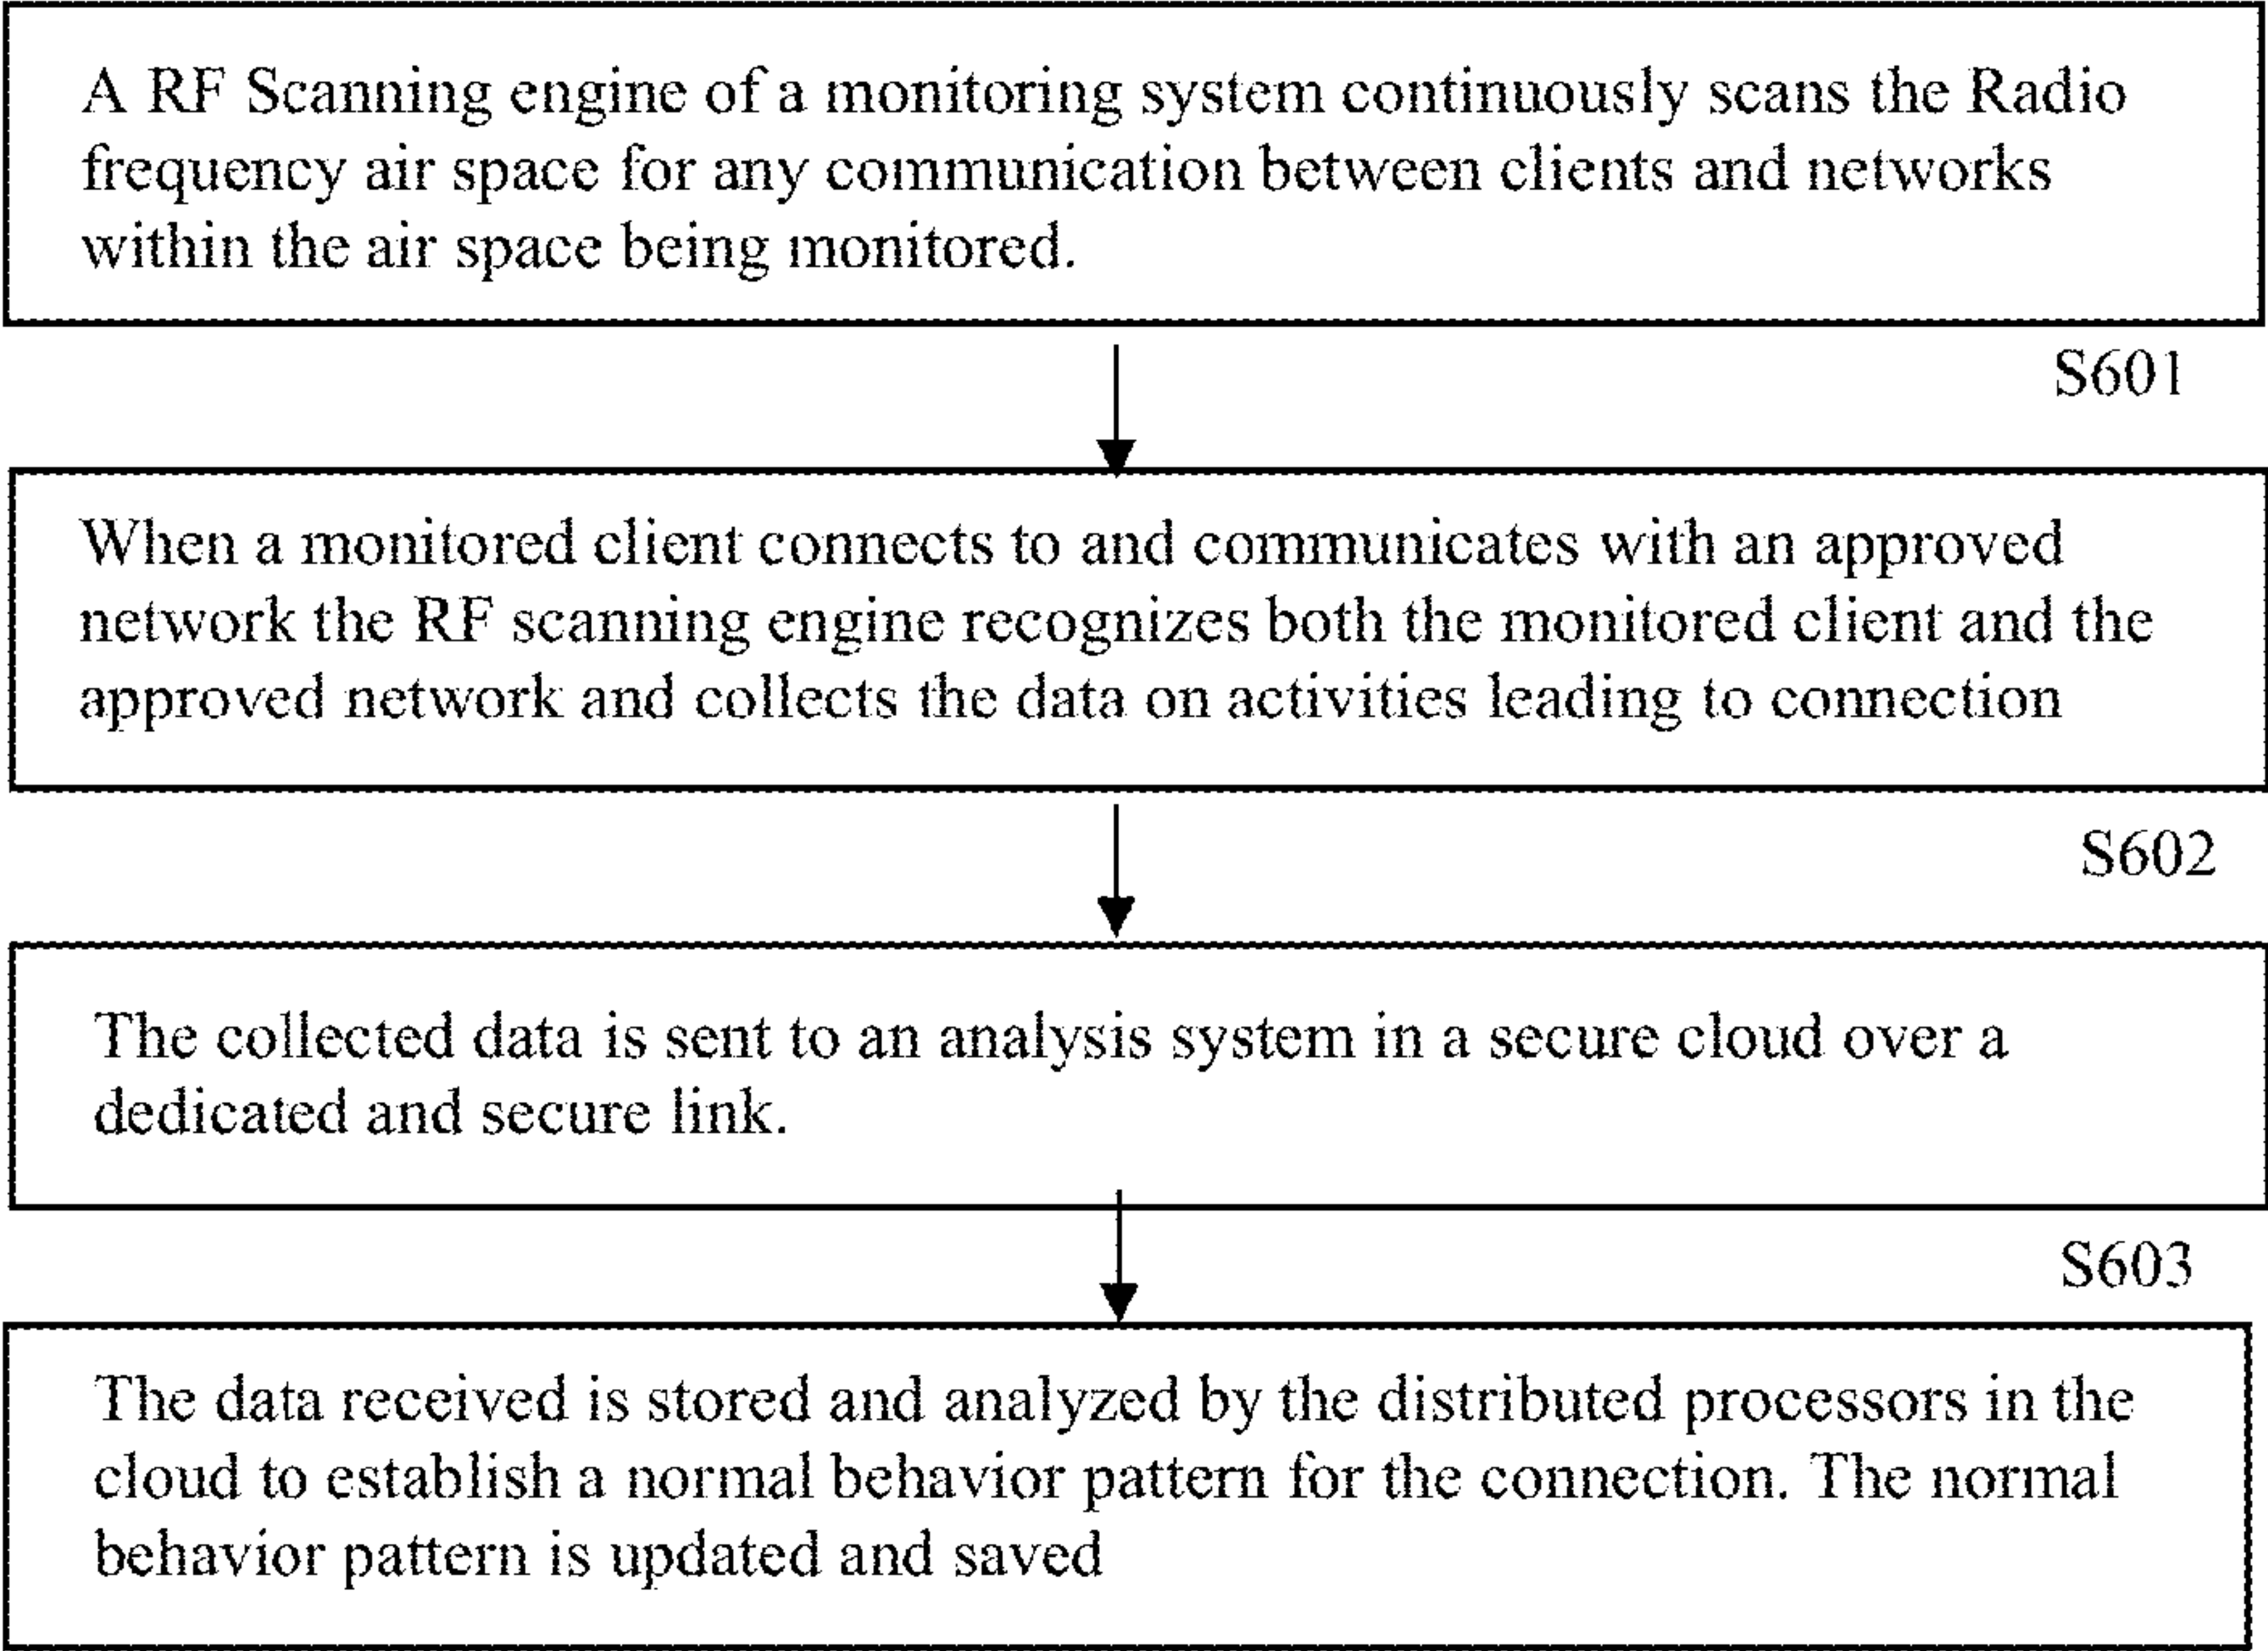 A RF Scanning engine of a monitoring system continuously scans the Radio
frequency air space for any communication between clients and networks
within the air space being monitored.
S601
When a monitored client connects to and communicates with an approved
network the RF scanning engine recognizes both the monitored client and the
approved network and collects the data on activities leading to connection
S602
The collected data is sent to an analysis system in a secure cloud over a
dedicated and secure link.
S603
The data received is stored and analyzed by the distributed processors in the
cloud to establish a normal behavior pattern for the connection. The normal
behavior pattern is updated and saved